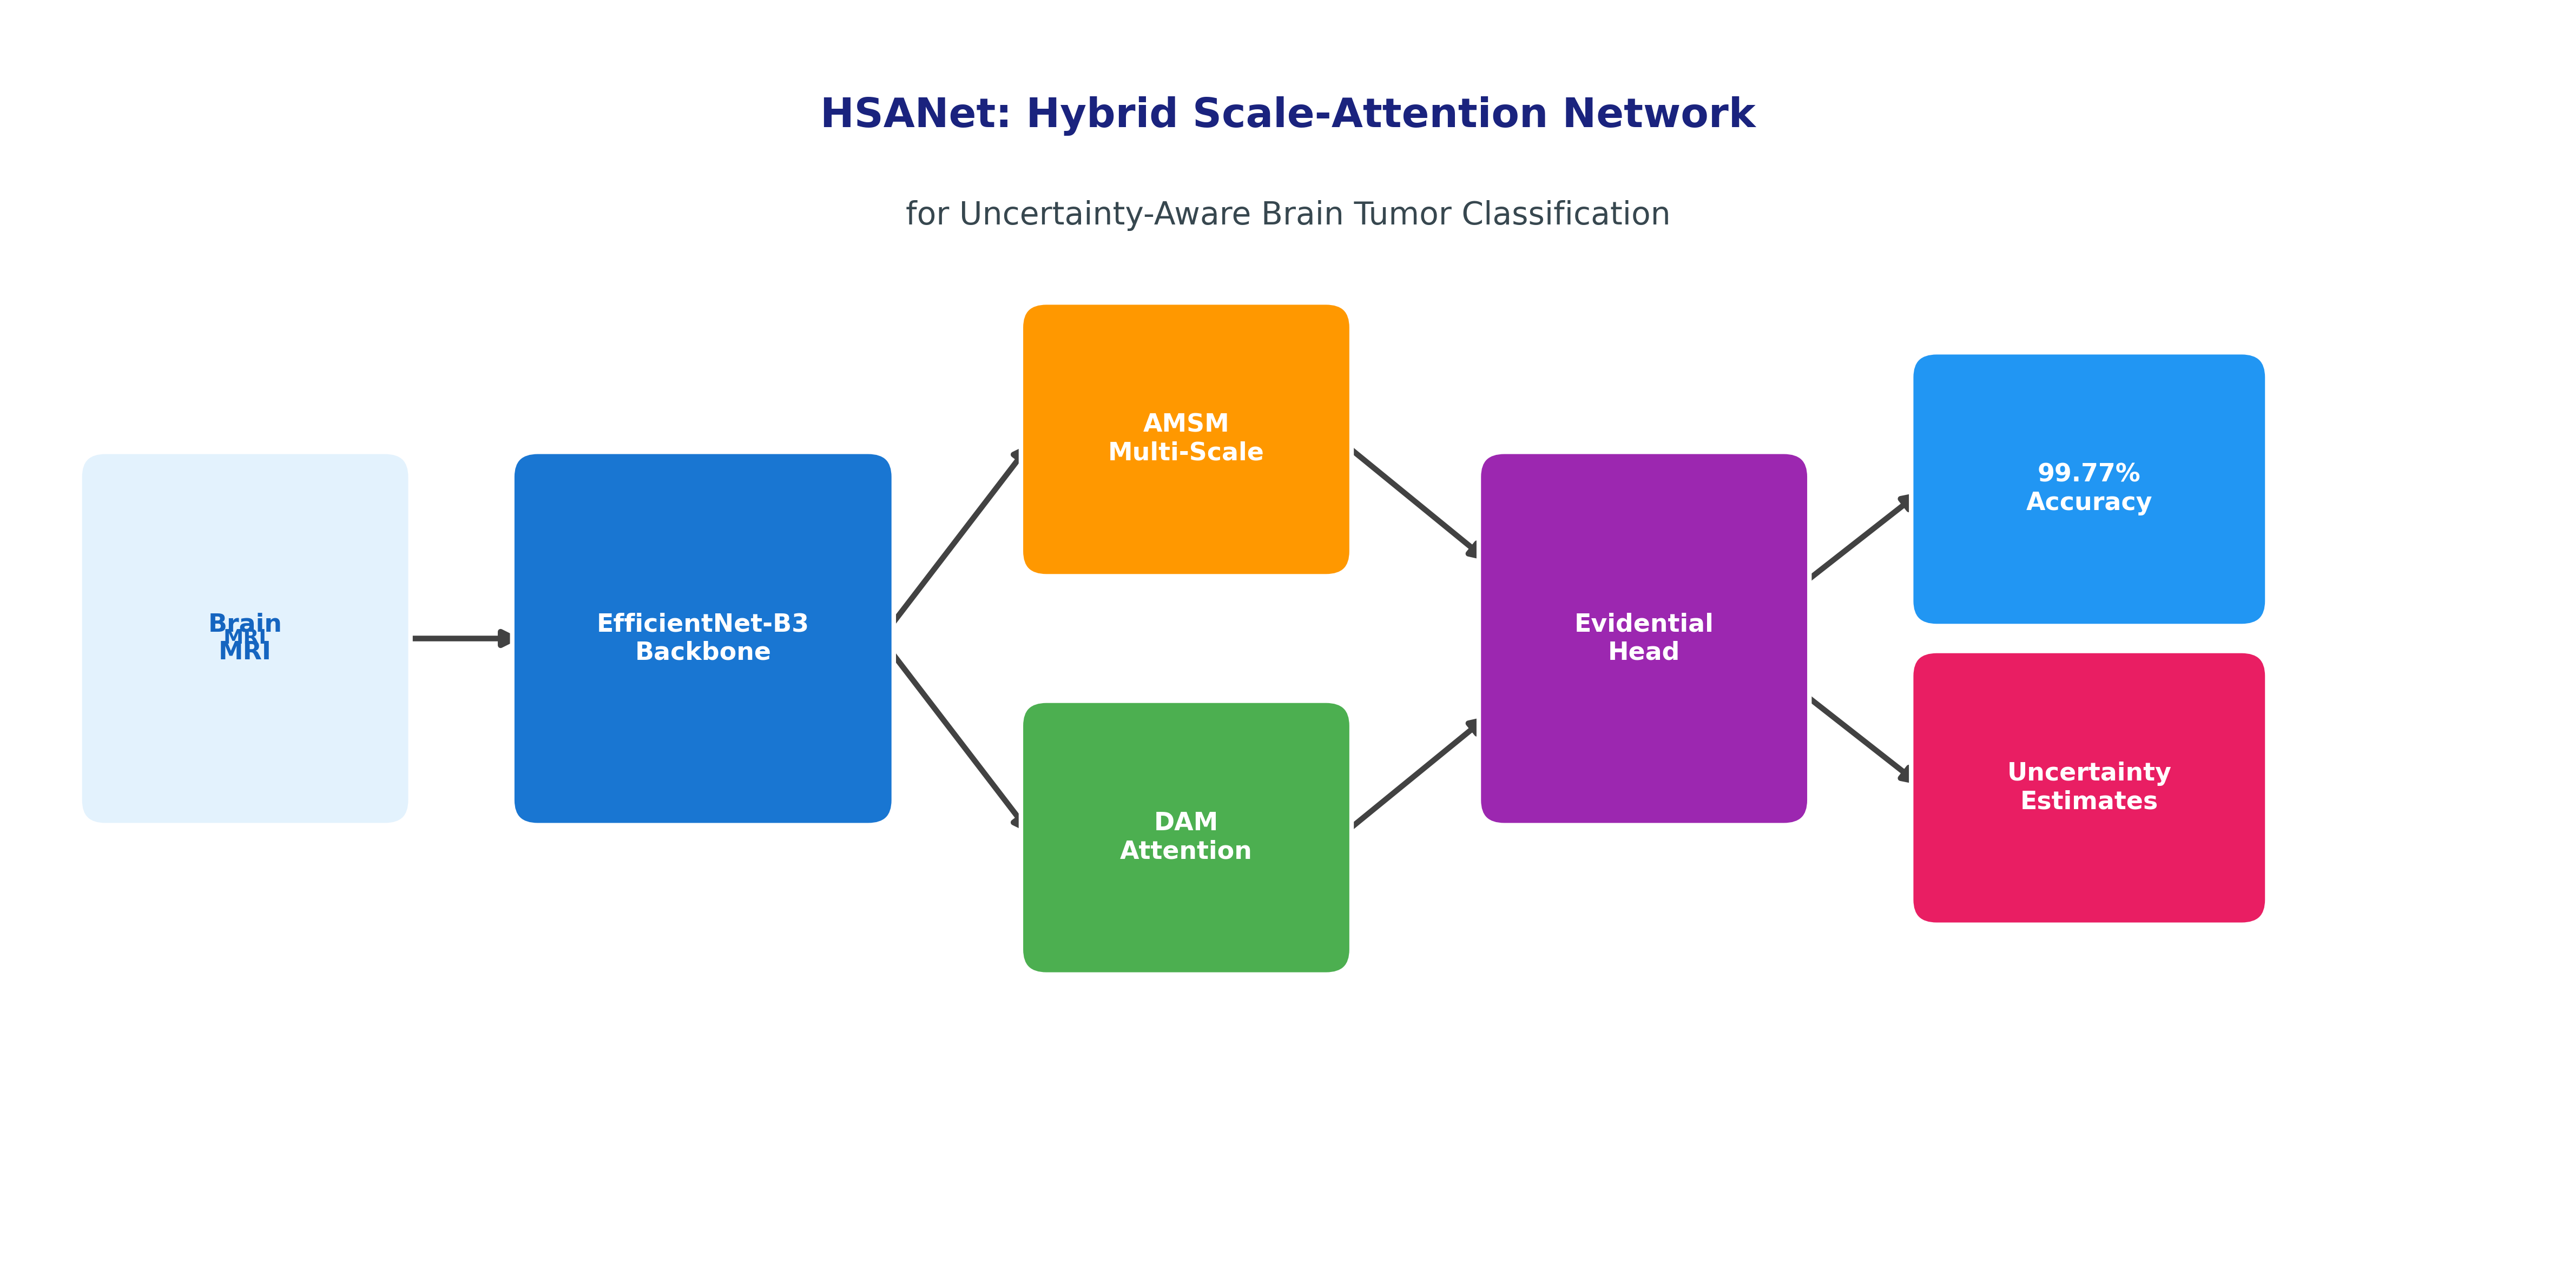 HSANet: Hybrid Scale-Attention Network
for Uncertainty-Aware Brain Tumor Classification
Brain
MRI
MRI
EfficientNet-B3
Backbone
AMSM
Multi-Scale
DAM
Attention
Evidential
Head
99.77%
Accuracy
Uncertainty
Estimates